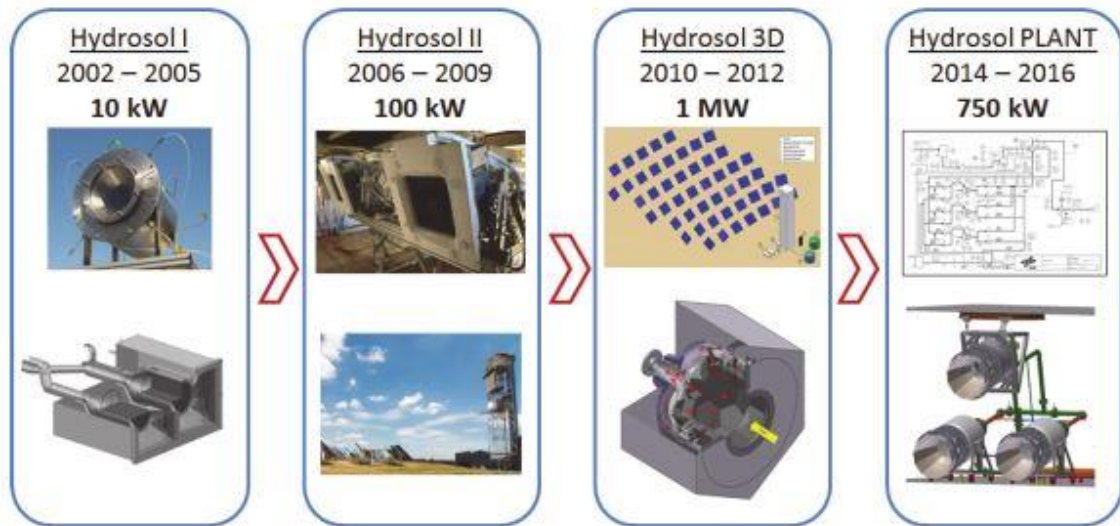 Hydrosol I
2002 – 2005
10 kW
Hydrosol II
2006 – 2009
100 kW
Hydrosol 3D
2010 – 2012
1 MW
Hydrosol PLANT
2014 – 2016
750 kW